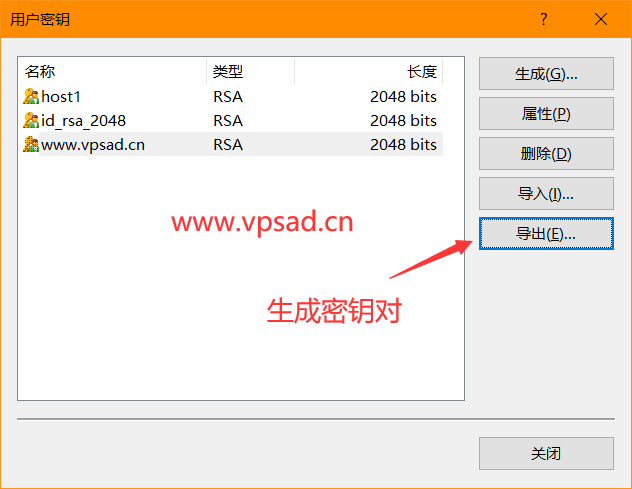 用户密钥
名称 类型 长度
host1 RSA 2048 bits
id_rsa_2048 RSA 2048 bits
www.vpsad.cn RSA 2048 bits
生成(G)...
属性(P)
删除(D)
导入(I)...
导出(E)...
www.vpsad.cn
生成密钥对
关闭